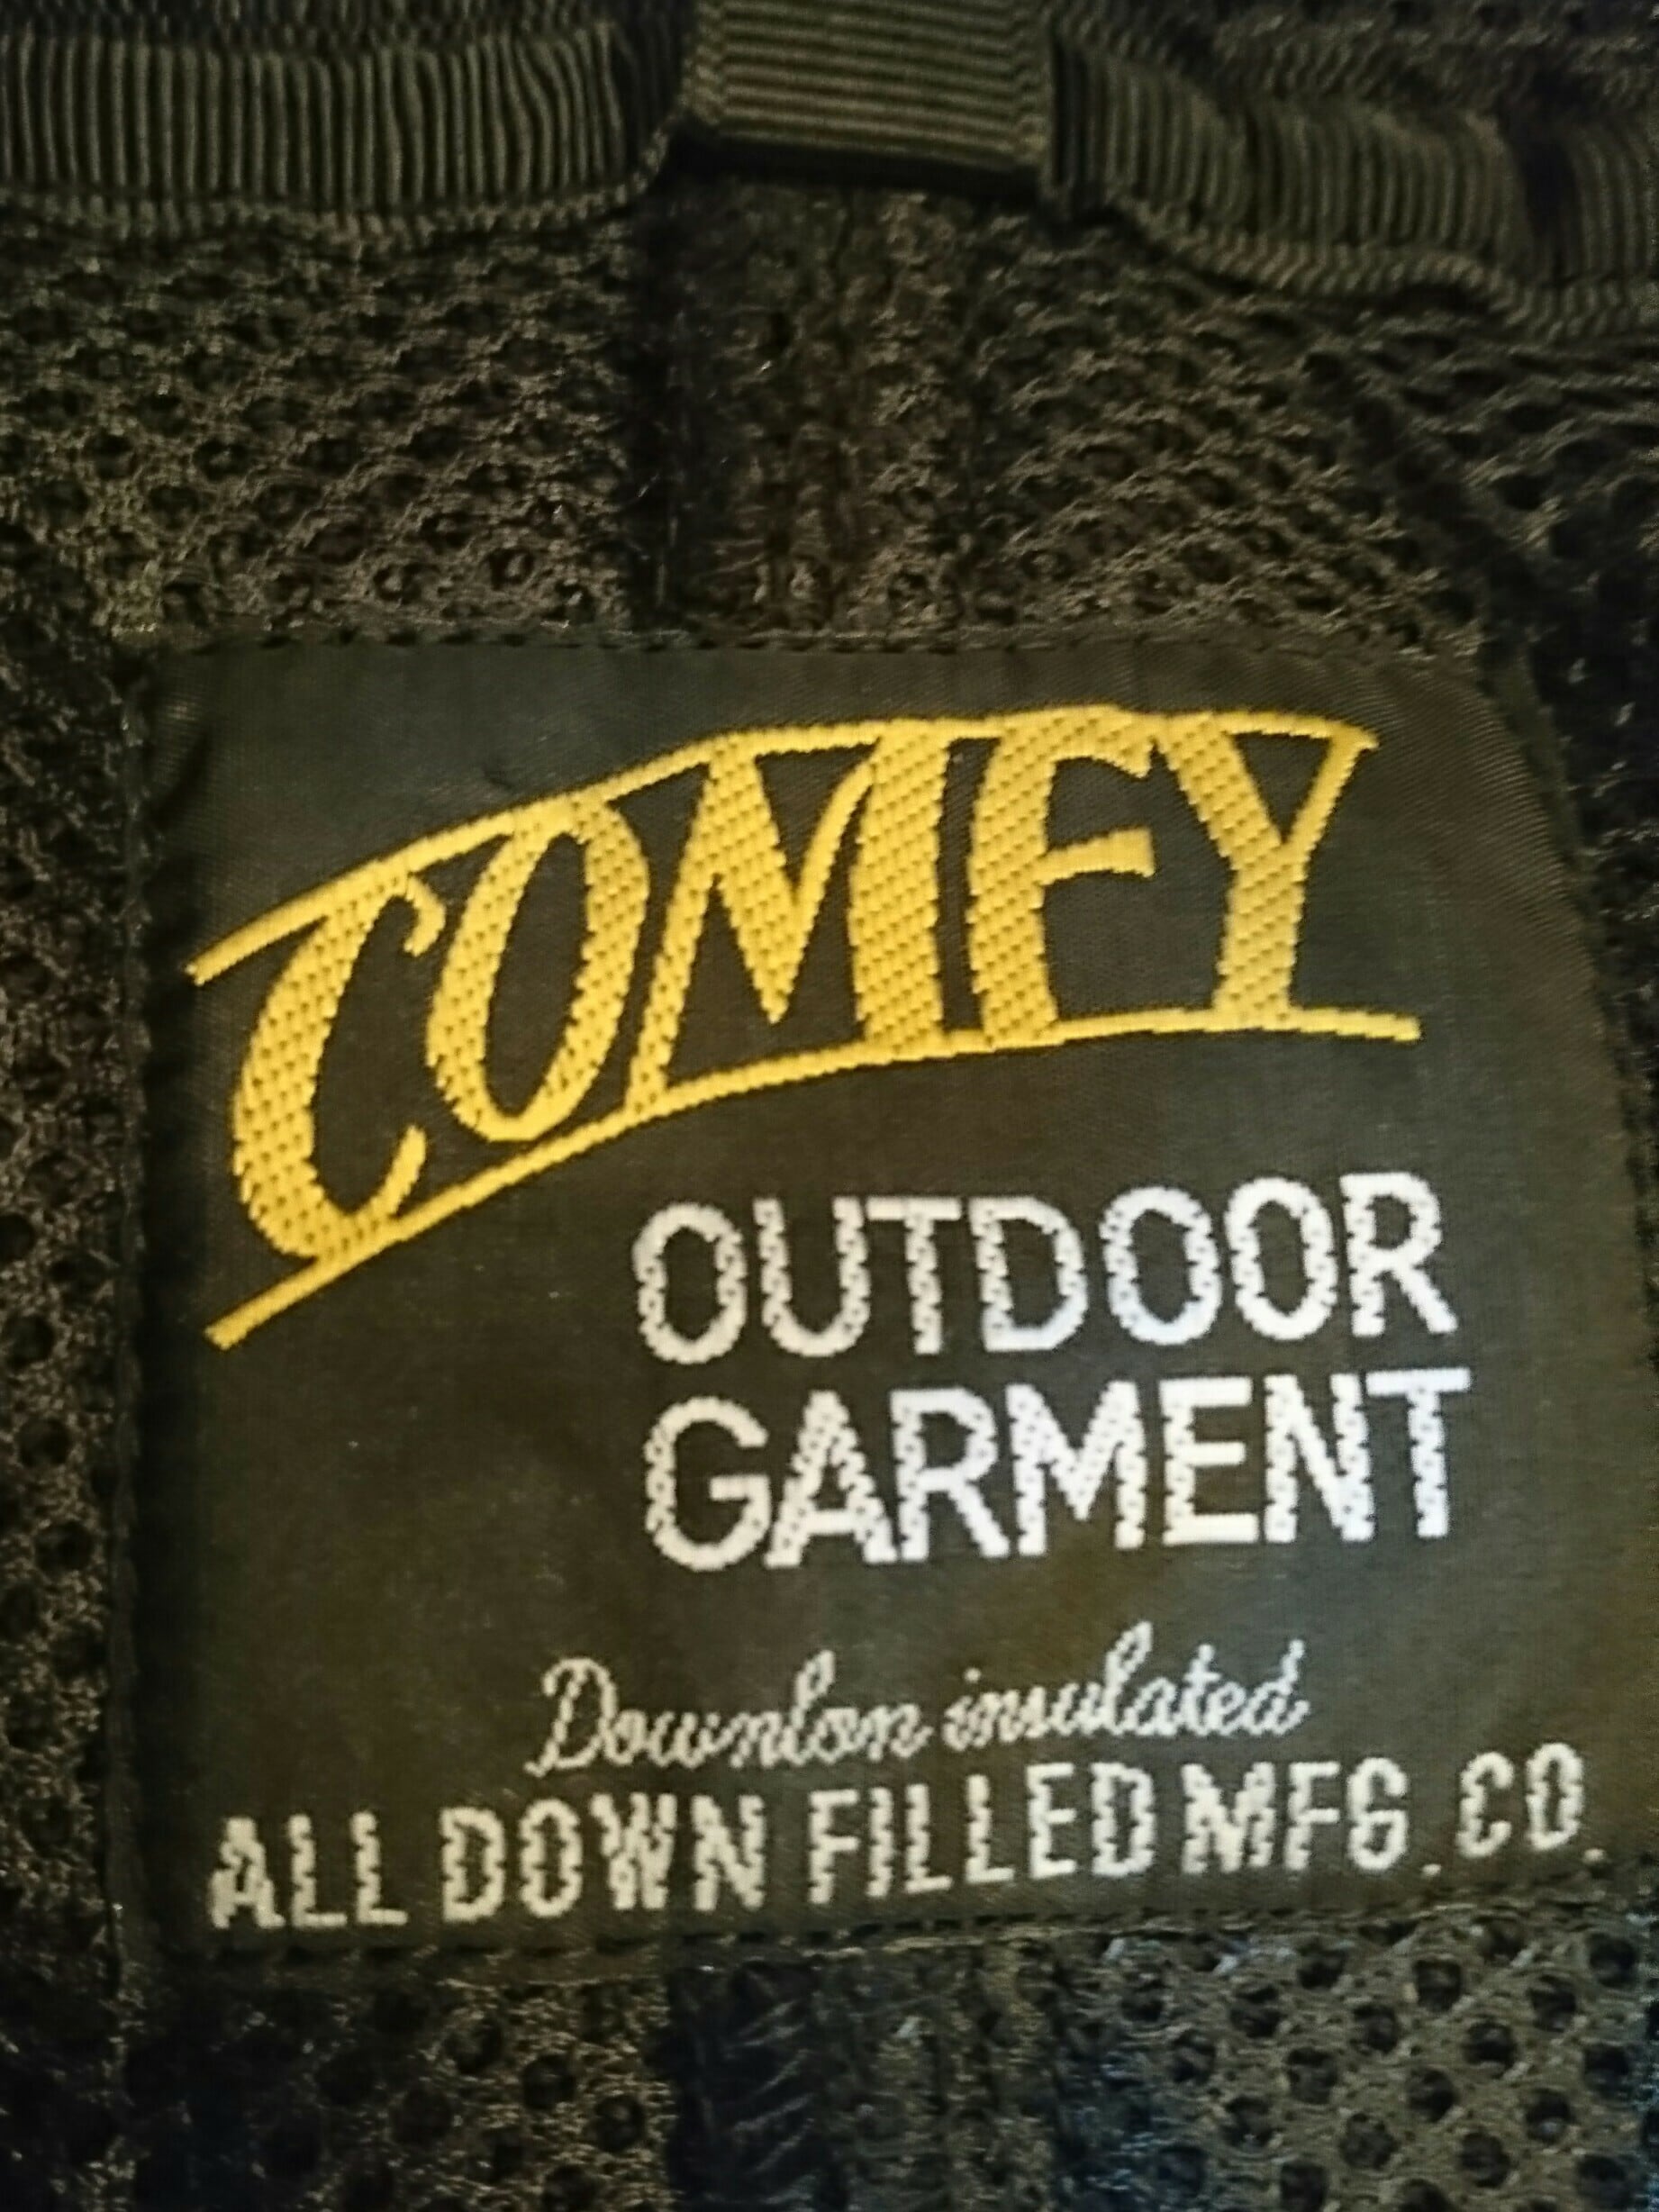 COMFY
OUTDOOR
GARMENT
Downlon insulated
ALL DOWN FILLED MFG. CO.